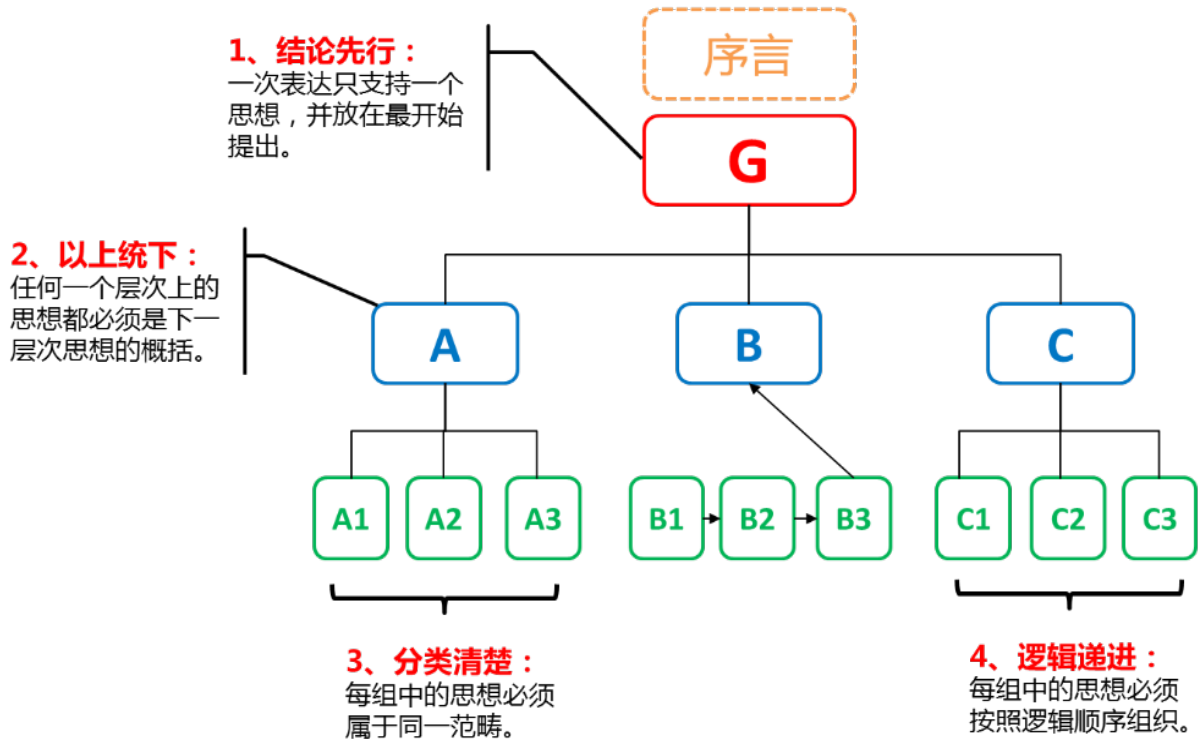 序言
1、结论先行：
一次表达只支持一个
思想，并放在最开始
提出。
G
2、以上统下：
任何一个层次上的
思想都必须是下一
层次思想的概括。
A
B
C
A1
A2
A3
B1
B2
B3
C1
C2
C3
3、分类清楚：
每组中的思想必须
属于同一范畴。
4、逻辑递进：
每组中的思想必须
按照逻辑顺序组织。